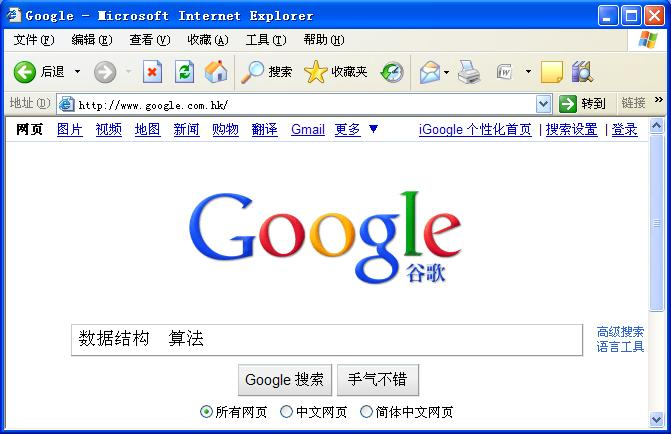 Google - Microsoft Internet Explorer
文件(F) 编辑(E) 查看(V) 收藏(A) 工具(T) 帮助(H)
后退 搜索 收藏夹
地址(D) http://www.google.com.hk/ 转到 链接 »
网页 图片 视频 地图 新闻 购物 翻译 Gmail 更多 ▼ iGoogle 个性化首页 | 搜索设置 | 登录
Google
谷歌
数据结构 算法
高级搜索
语言工具
Google 搜索 手气不错
所有网页 中文网页 简体中文网页